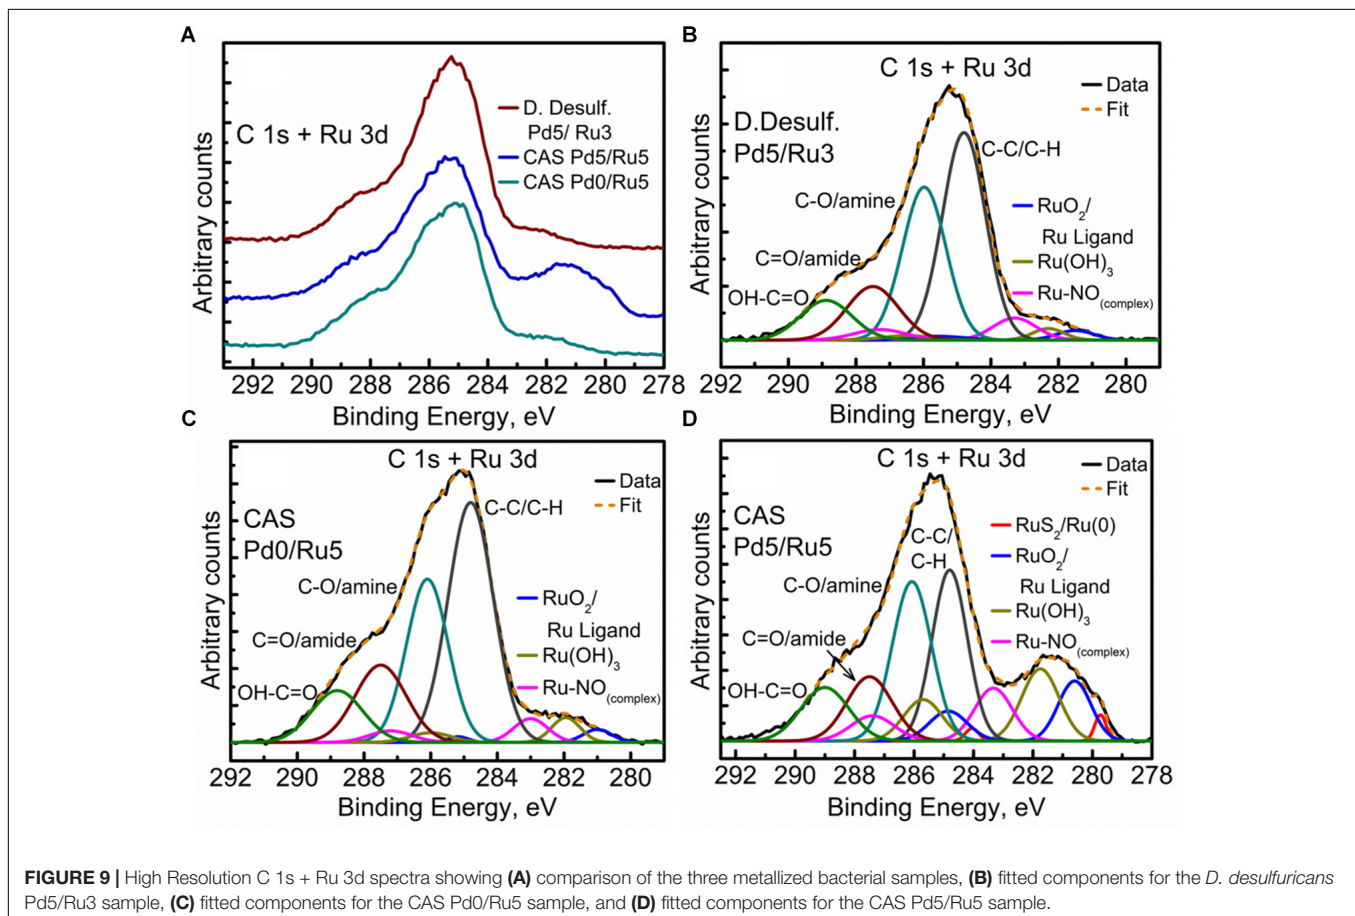 A
C 1s + Ru 3d
D. Desulf.
Pd5/ Ru3
CAS Pd5/Ru5
CAS Pd0/Ru5
Arbitrary counts
292 290 288 286 284 282 280 278
Binding Energy, eV
B
C 1s + Ru 3d
Data
Fit
D.Desulf.
Pd5/Ru3
C-C/C-H
C-O/amine
C=O/amide
OH-C=O
RuO2/
Ru Ligand
Ru(OH)3
Ru-NO(complex)
Arbitrary counts
292 290 288 286 284 282 280
Binding Energy, eV
C
C 1s + Ru 3d
Data
Fit
CAS
Pd0/Ru5
C-C/C-H
C-O/amine
C=O/amide
OH-C=O
RuO2/
Ru Ligand
Ru(OH)3
Ru-NO(complex)
Arbitrary counts
292 290 288 286 284 282 280
Binding Energy, eV
D
C 1s + Ru 3d
Data
Fit
CAS
Pd5/Ru5
C-C/
C-H
C-O/amine
C=O/amide
OH-C=O
RuS2/Ru(0)
RuO2/
Ru Ligand
Ru(OH)3
Ru-NO(complex)
Arbitrary counts
292 290 288 286 284 282 280 278
Binding Energy, eV
FIGURE 9 | High Resolution C 1s + Ru 3d spectra showing (A) comparison of the three metallized bacterial samples, (B) fitted components for the D. desulfuricans
Pd5/Ru3 sample, (C) fitted components for the CAS Pd0/Ru5 sample, and (D) fitted components for the CAS Pd5/Ru5 sample.